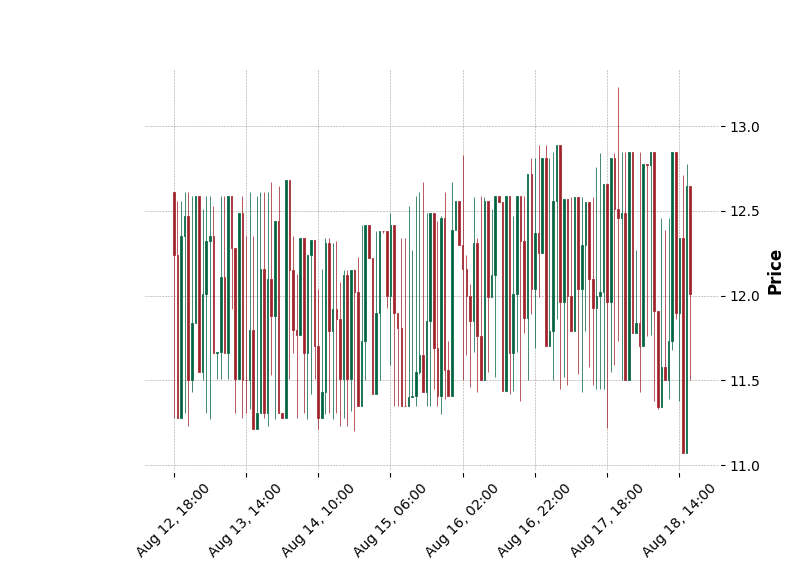 13.0
12.5
12.0
11.5
11.0
Price
Aug 12, 18:00
Aug 13, 14:00
Aug 14, 10:00
Aug 15, 06:00
Aug 16, 02:00
Aug 16, 22:00
Aug 17, 18:00
Aug 18, 14:00